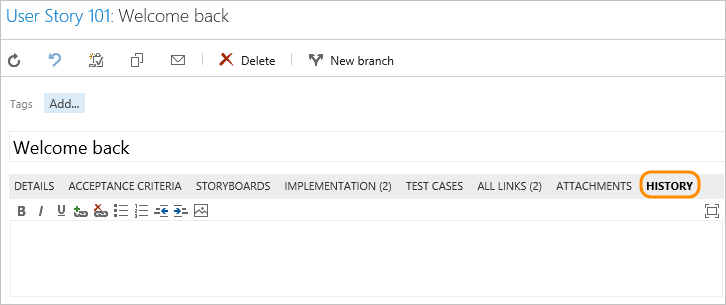 User Story 101: Welcome back
Delete New branch
Tags Add...
Welcome back
DETAILS ACCEPTANCE CRITERIA STORYBOARDS IMPLEMENTATION (2) TEST CASES ALL LINKS (2) ATTACHMENTS HISTORY
B I U